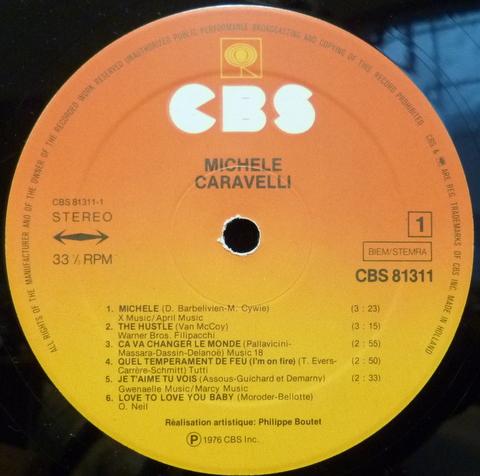 ALL RIGHTS OF THE MANUFACTURER AND OF THE OWNER OF THE RECORDED WORK RESERVED UNAUTHORIZED PUBLIC PERFORMANCE BROADCASTING AND COPYING OF THIS RECORD PROHIBITED
CBS & ARE REG. TRADEMARKS OF CBS INC. MADE IN HOLLAND
CBS
MICHELE
CARAVELLI
CBS 81311-1
STEREO
33 ⅓ RPM
1
BIEM/STEMRA
CBS 81311
1. MICHELE (D. Barbelivien-M. Cywie) (3 : 23)
X Music/April Music
2. THE HUSTLE (Van McCoy) (3 : 15)
Warner Bros. Filipacchi
3. CA VA CHANGER LE MONDE (Pallavicini- (2 : 55)
Massara-Dassin-Delanoë) Music 18
4. QUEL TEMPERAMENT DE FEU (I'm on fire) (T. Evers- (2 : 50)
Carrère-Schmitt) Tutti
5. JE T'AIME TU VOIS (Assous-Guichard et Demarny) (2 : 33)
Gwenaelle Music/Marcy Music
6. LOVE TO LOVE YOU BABY (Moroder-Bellotte)
O. Neil
Réalisation artistique: Philippe Boutet
Ⓟ 1976 CBS Inc.